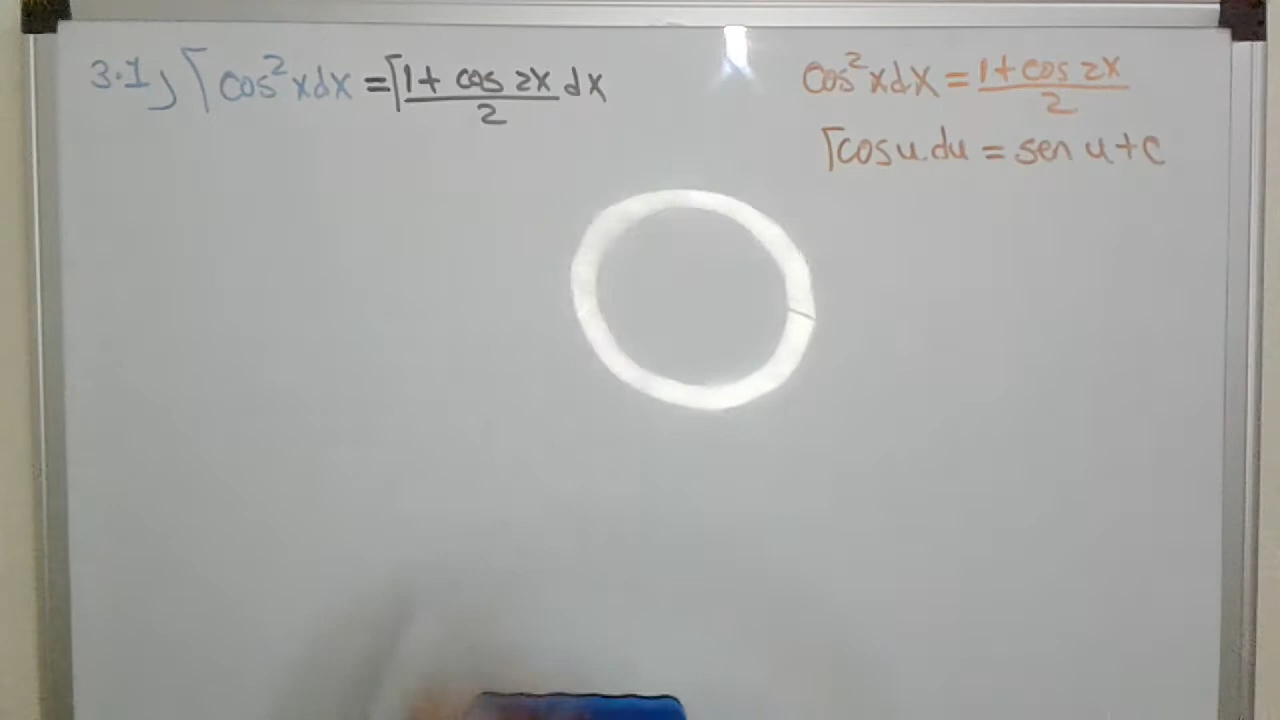 3.1) ∫ cos²x dx = ∫ (1 + cos 2x)/2 dx
cos²x dx = (1 + cos 2x)/2
∫cos u. du = sen u + c